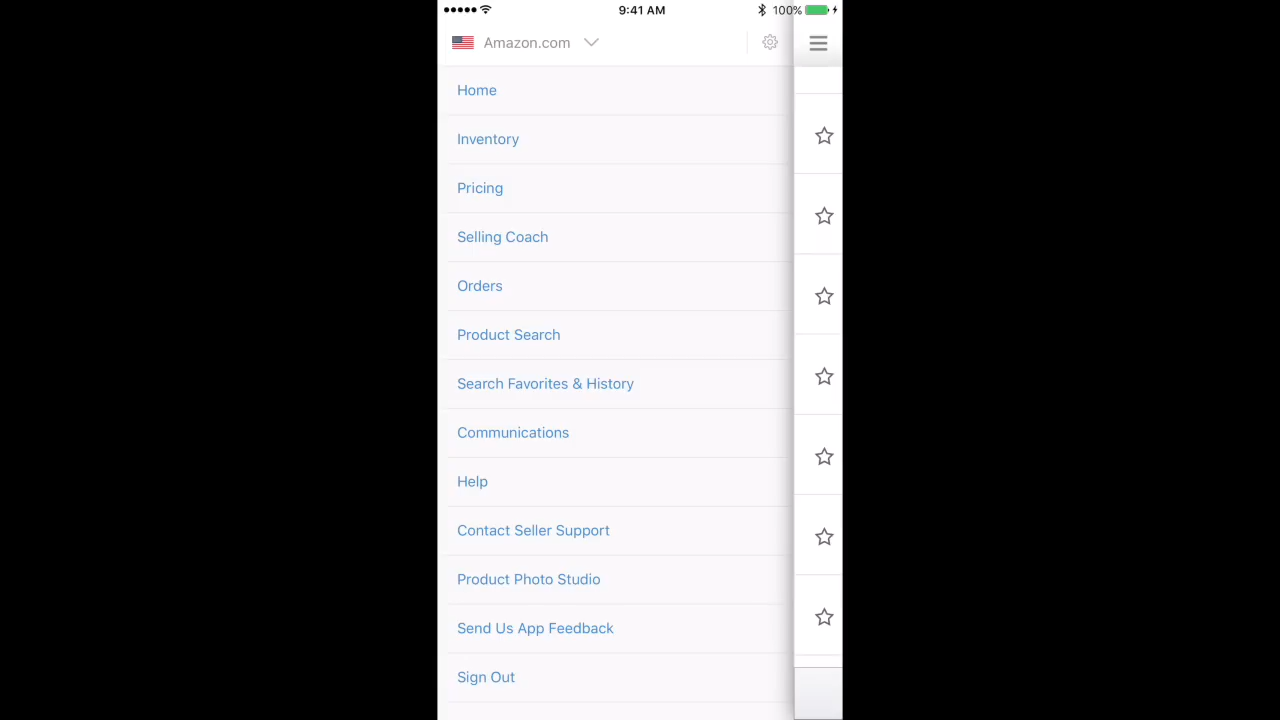 9:41 AM 100%
Amazon.com
Home
Inventory
Pricing
Selling Coach
Orders
Product Search
Search Favorites & History
Communications
Help
Contact Seller Support
Product Photo Studio
Send Us App Feedback
Sign Out